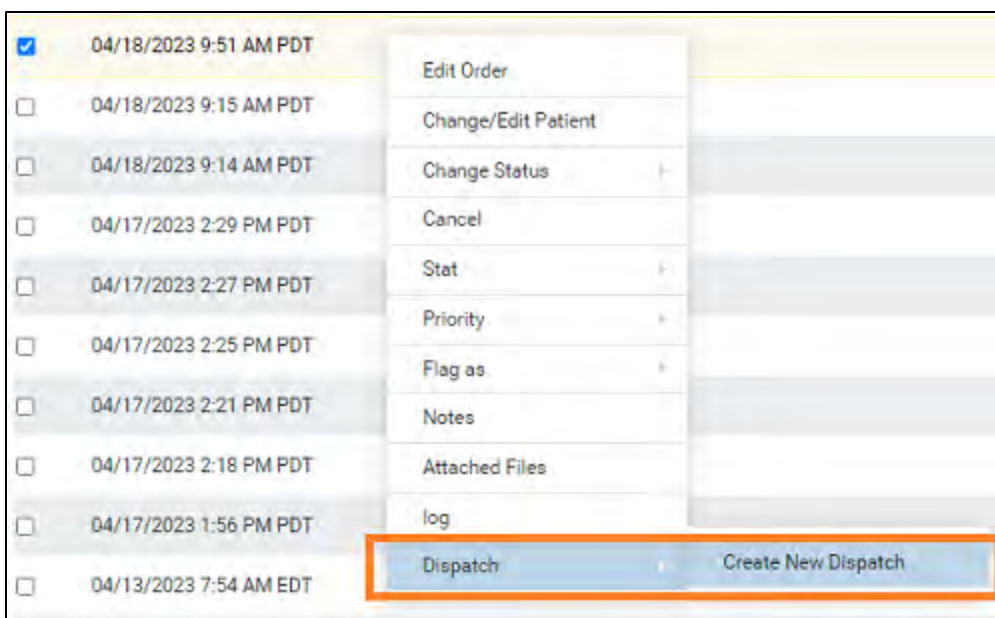 04/18/2023 9:51 AM PDT
04/18/2023 9:15 AM PDT
04/18/2023 9:14 AM PDT
04/17/2023 2:29 PM PDT
04/17/2023 2:27 PM PDT
04/17/2023 2:25 PM PDT
04/17/2023 2:21 PM PDT
04/17/2023 2:18 PM PDT
04/17/2023 1:56 PM PDT
04/13/2023 7:54 AM EDT
Edit Order
Change/Edit Patient
Change Status
Cancel
Stat
Priority
Flag as
Notes
Attached Files
log
Dispatch
Create New Dispatch